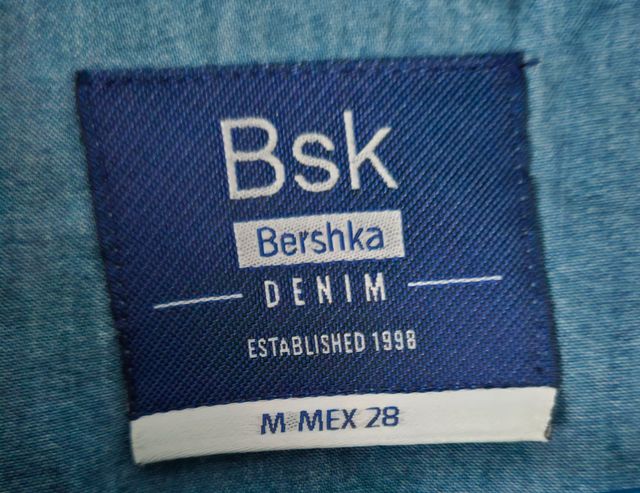 Bsk
Bershka
DENIM
ESTABLISHED 1998
M MEX 28